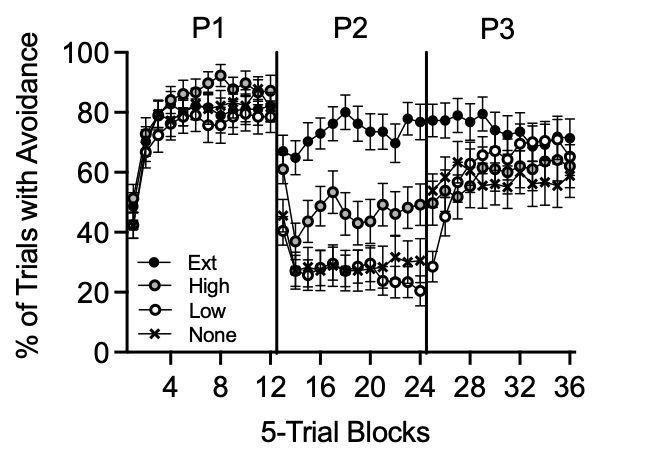 P1 P2 P3
% of Trials with Avoidance
100
80
60
40
20
0
Ext
High
Low
None
4 8 12 16 20 24 28 32 36
5-Trial Blocks